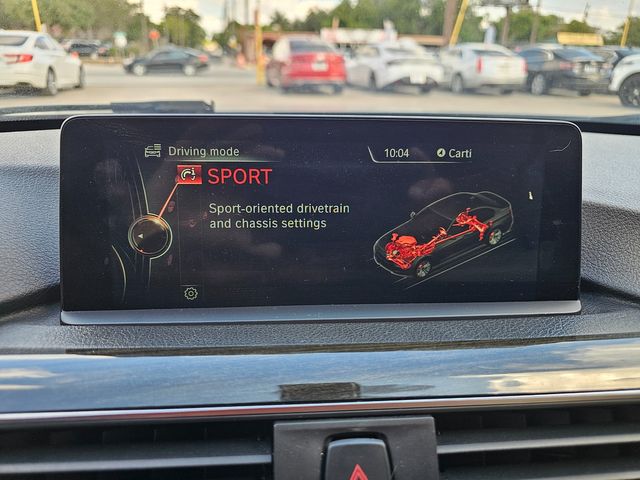 Driving mode
10:04
Carti
SPORT
Sport-oriented drivetrain
and chassis settings